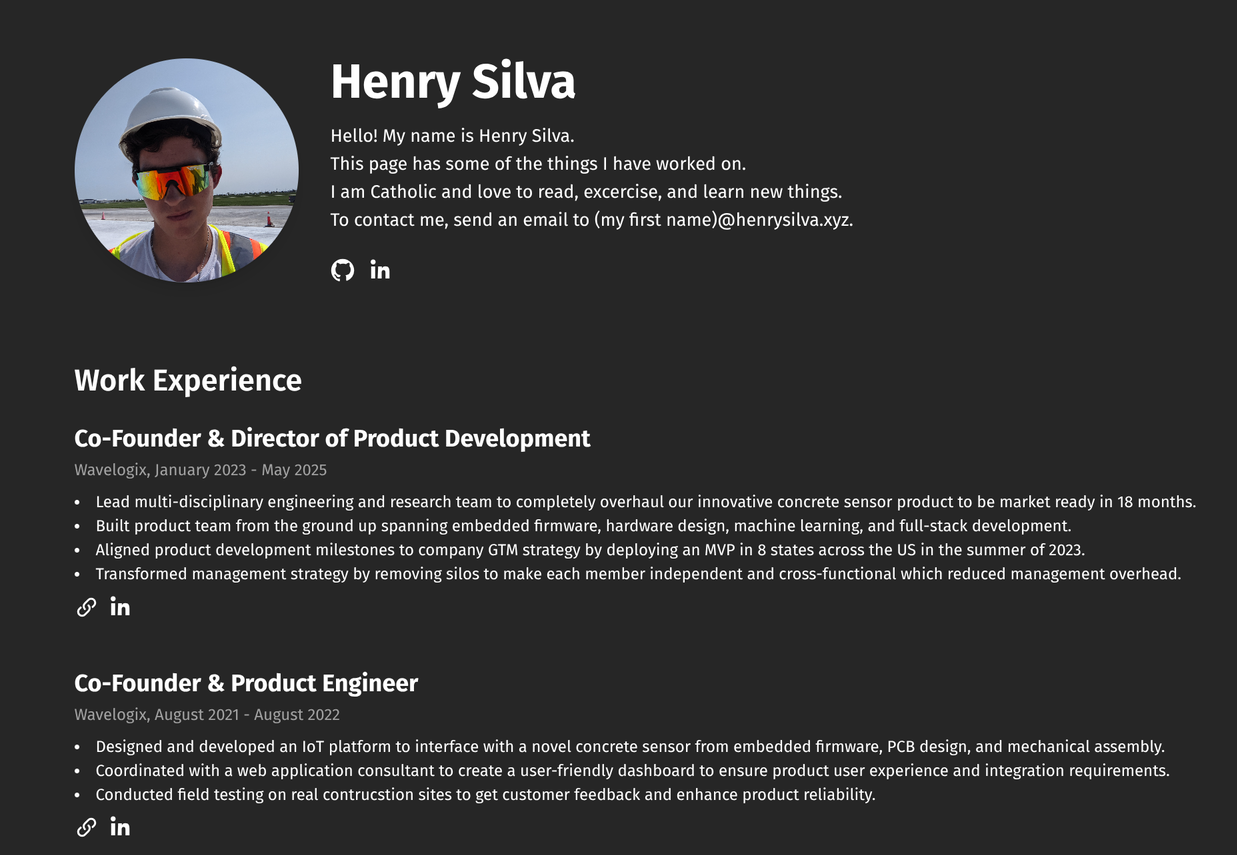 Henry Silva
Hello! My name is Henry Silva.
This page has some of the things I have worked on.
I am Catholic and love to read, excercise, and learn new things.
To contact me, send an email to (my first name)@henrysilva.xyz.
in
Work Experience
Co-Founder & Director of Product Development
Wavelogix, January 2023 - May 2025
• Lead multi-disciplinary engineering and research team to completely overhaul our innovative concrete sensor product to be market ready in 18 months.
• Built product team from the ground up spanning embedded firmware, hardware design, machine learning, and full-stack development.
• Aligned product development milestones to company GTM strategy by deploying an MVP in 8 states across the US in the summer of 2023.
• Transformed management strategy by removing silos to make each member independent and cross-functional which reduced management overhead.
in
Co-Founder & Product Engineer
Wavelogix, August 2021 - August 2022
• Designed and developed an IoT platform to interface with a novel concrete sensor from embedded firmware, PCB design, and mechanical assembly.
• Coordinated with a web application consultant to create a user-friendly dashboard to ensure product user experience and integration requirements.
• Conducted field testing on real contrucstion sites to get customer feedback and enhance product reliability.
in